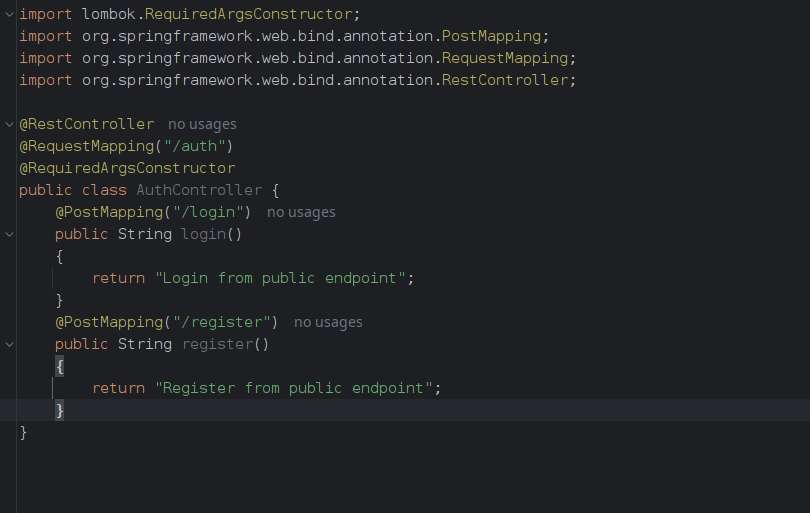 import lombok.RequiredArgsConstructor;
import org.springframework.web.bind.annotation.PostMapping;
import org.springframework.web.bind.annotation.RequestMapping;
import org.springframework.web.bind.annotation.RestController;
@RestController no usages
@RequestMapping("/auth")
@RequiredArgsConstructor
public class AuthController {
@PostMapping("/login") no usages
public String login()
{
return "Login from public endpoint";
}
@PostMapping("/register") no usages
public String register()
{
return "Register from public endpoint";
}
}